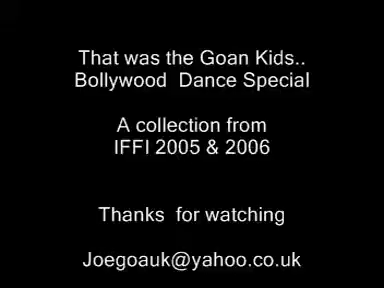 That was the Goan Kids..
Bollywood  Dance Special
A collection from
IFFI 2005 & 2006
Thanks  for watching
Joegoauk@yahoo.co.uk